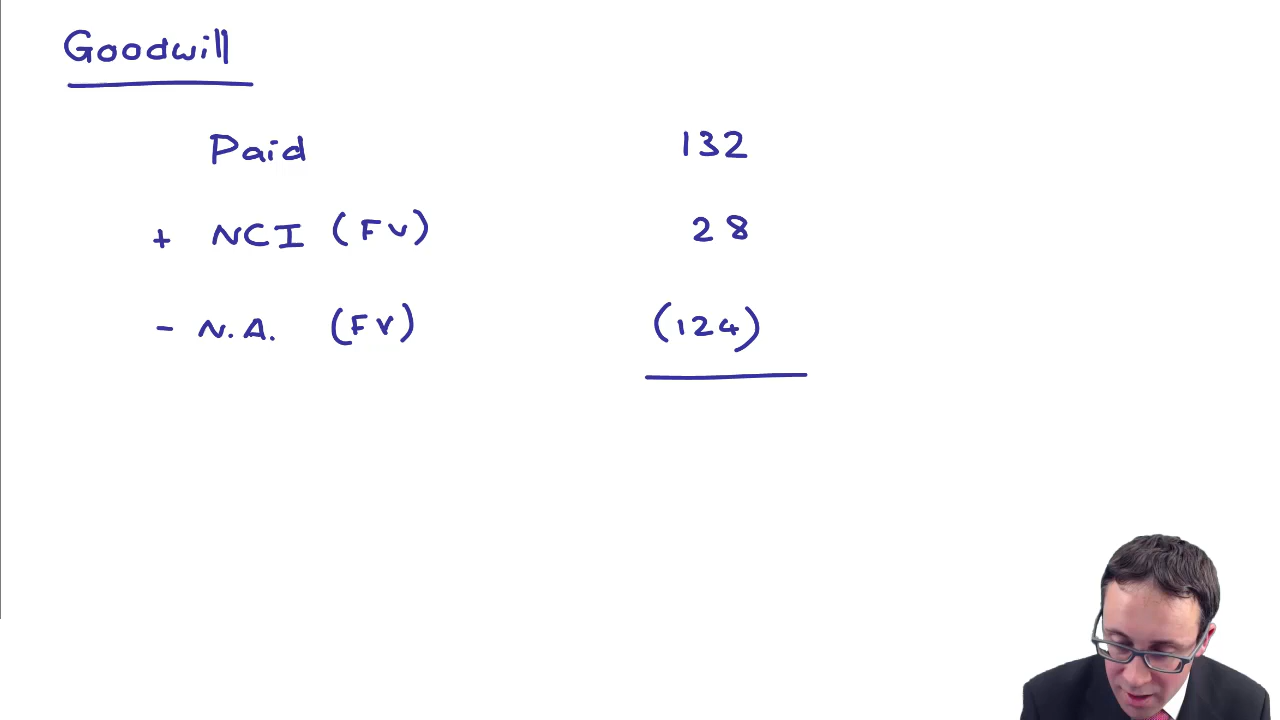 Goodwill
Paid 132
+ NCI (FV) 28
- N.A. (FV) (124)